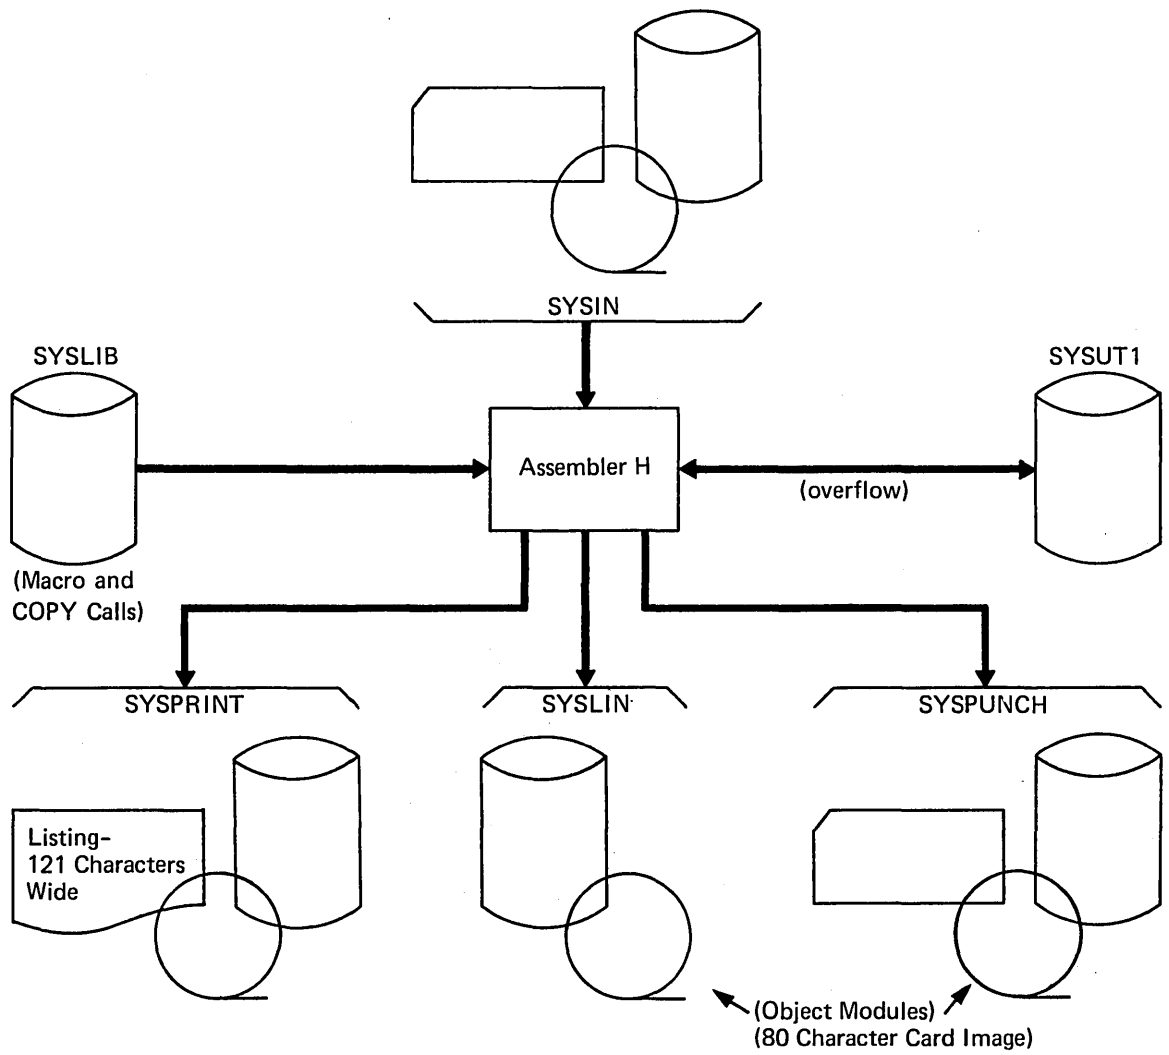 SYSIN
SYSLIB
SYSUT1
Assembler H
(overflow)
(Macro and
COPY Calls)
SYSPRINT
SYSLIN
SYSPUNCH
Listing–
121 Characters
Wide
(Object Modules)
(80 Character Card Image)